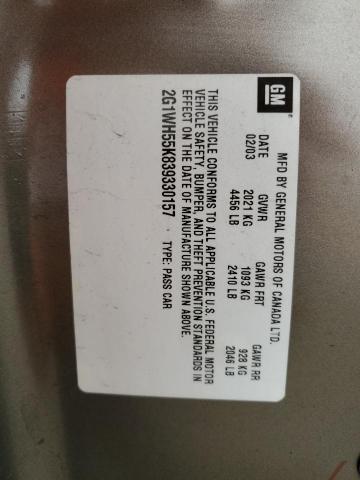 GM
MFD BY GENERAL MOTORS OF CANADA LTD.
DATE GVWR GAWR FRT GAWR RR
02/03 2021 KG 1093 KG 928 KG
4456 LB 2410 LB 2046 LB
THIS VEHICLE CONFORMS TO ALL APPLICABLE U.S. FEDERAL MOTOR
VEHICLE SAFETY, BUMPER, AND THEFT PREVENTION STANDARDS IN
EFFECT ON THE DATE OF MANUFACTURE SHOWN ABOVE.
2G1WH55K839330157 TYPE: PASS CAR